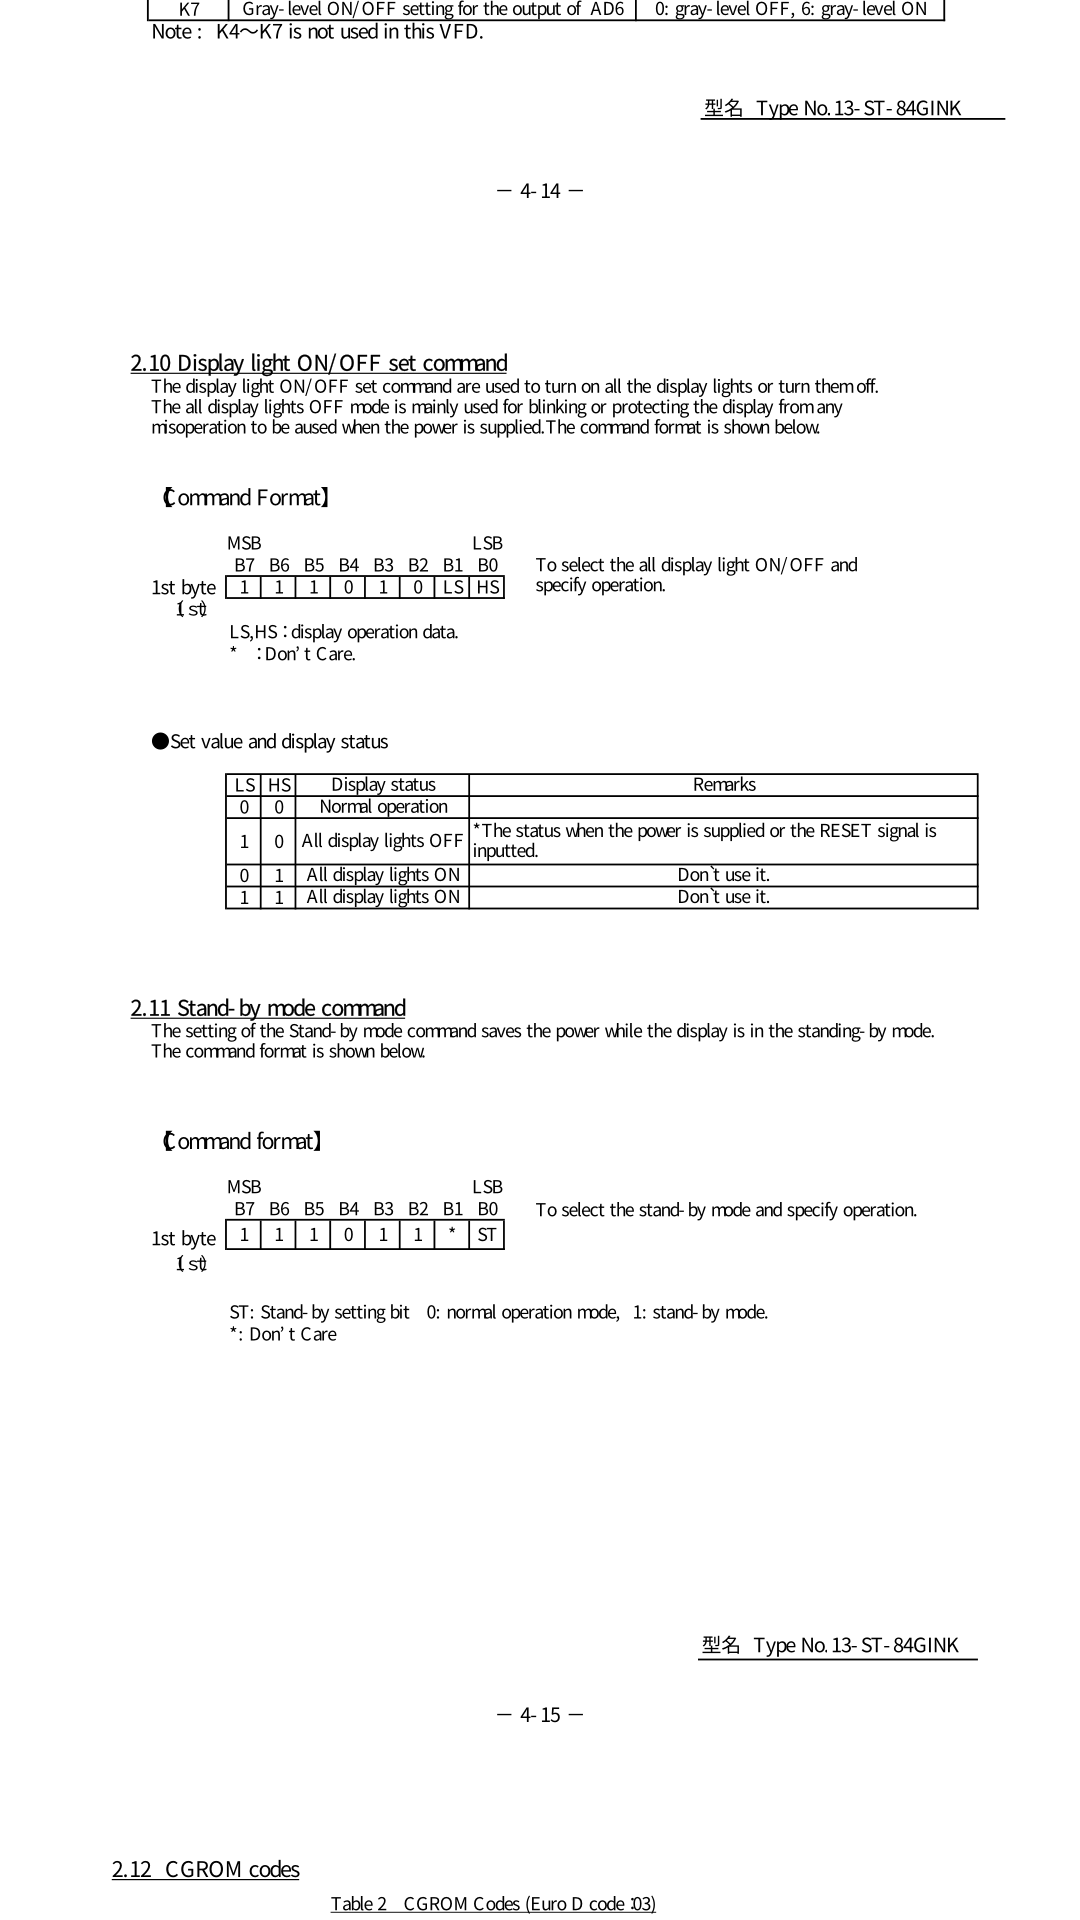 K7 Gray-level ON/OFF setting for the output of AD6 0: gray-level OFF, 6: gray-level ON
Note : K4～K7 is not used in this VFD.
型名 Type No.13-ST-84GINK
－ 4-14 －
2.10 Display light ON/OFF set command
The display light ON/OFF set command are used to turn on all the display lights or turn them off.
The all display lights OFF mode is mainly used for blinking or protecting the display from any
misoperation to be aused when the power is supplied.The command format is shown below.
【Command Format】
MSB LSB
B7 B6 B5 B4 B3 B2 B1 B0 To select the all display light ON/OFF and
1st byte 1 1 1 0 1 0 LS HS specify operation.
(1st)
LS,HS：display operation data.
* ：Don’t Care.
●Set value and display status
LS HS Display status Remarks
0 0 Normal operation
1 0 All display lights OFF *The status when the power is supplied or the RESET signal is
inputted.
0 1 All display lights ON Don`t use it.
1 1 All display lights ON Don`t use it.
2.11 Stand-by mode command
The setting of the Stand-by mode command saves the power while the display is in the standing-by mode.
The command format is shown below.
【Command format】
MSB LSB
B7 B6 B5 B4 B3 B2 B1 B0 To select the stand-by mode and specify operation.
1st byte 1 1 1 0 1 1 * ST
(1st)
ST: Stand-by setting bit 0: normal operation mode, 1: stand-by mode.
*: Don’t Care
型名 Type No.13-ST-84GINK
－ 4-15 －
2.12 CGROM codes
Table 2 CGROM Codes (Euro D code :03)